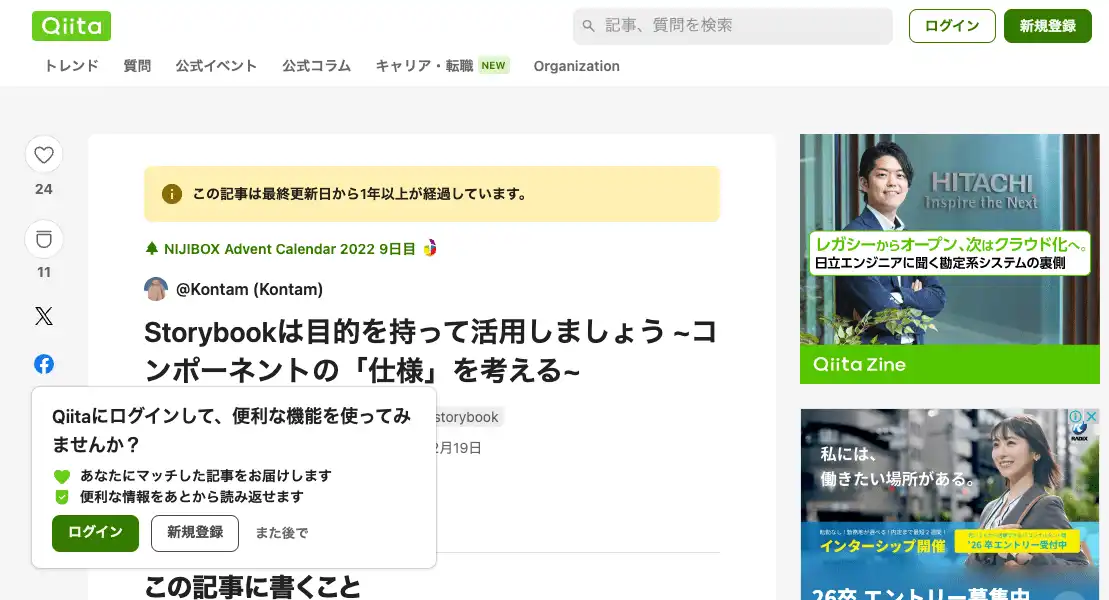 Qiita
記事、質問を検索
ログイン
新規登録
トレンド 質問 公式イベント 公式コラム キャリア・転職 NEW Organization
24
11
この記事は最終更新日から1年以上が経過しています。
NIJIBOX Advent Calendar 2022 9日目
@Kontam (Kontam)
Storybookは目的を持って活用しましょう ~コ
ンポーネントの「仕様」を考える~
storybook
2月19日
Qiitaにログインして、便利な機能を使ってみ
ませんか？
あなたにマッチした記事をお届けします
便利な情報をあとから読み返せます
ログイン 新規登録 また後で
この記事に書くこと
HITACHI
Inspire the Next
レガシーからオープン、次はクラウド化へ。
日立エンジニアに聞く勘定系システムの裏側
Qiita Zine
RADIX
私には、
働きたい場所がある。
インターンシップ開催
'26 卒エントリー受付中
26卒 エントリー募集中